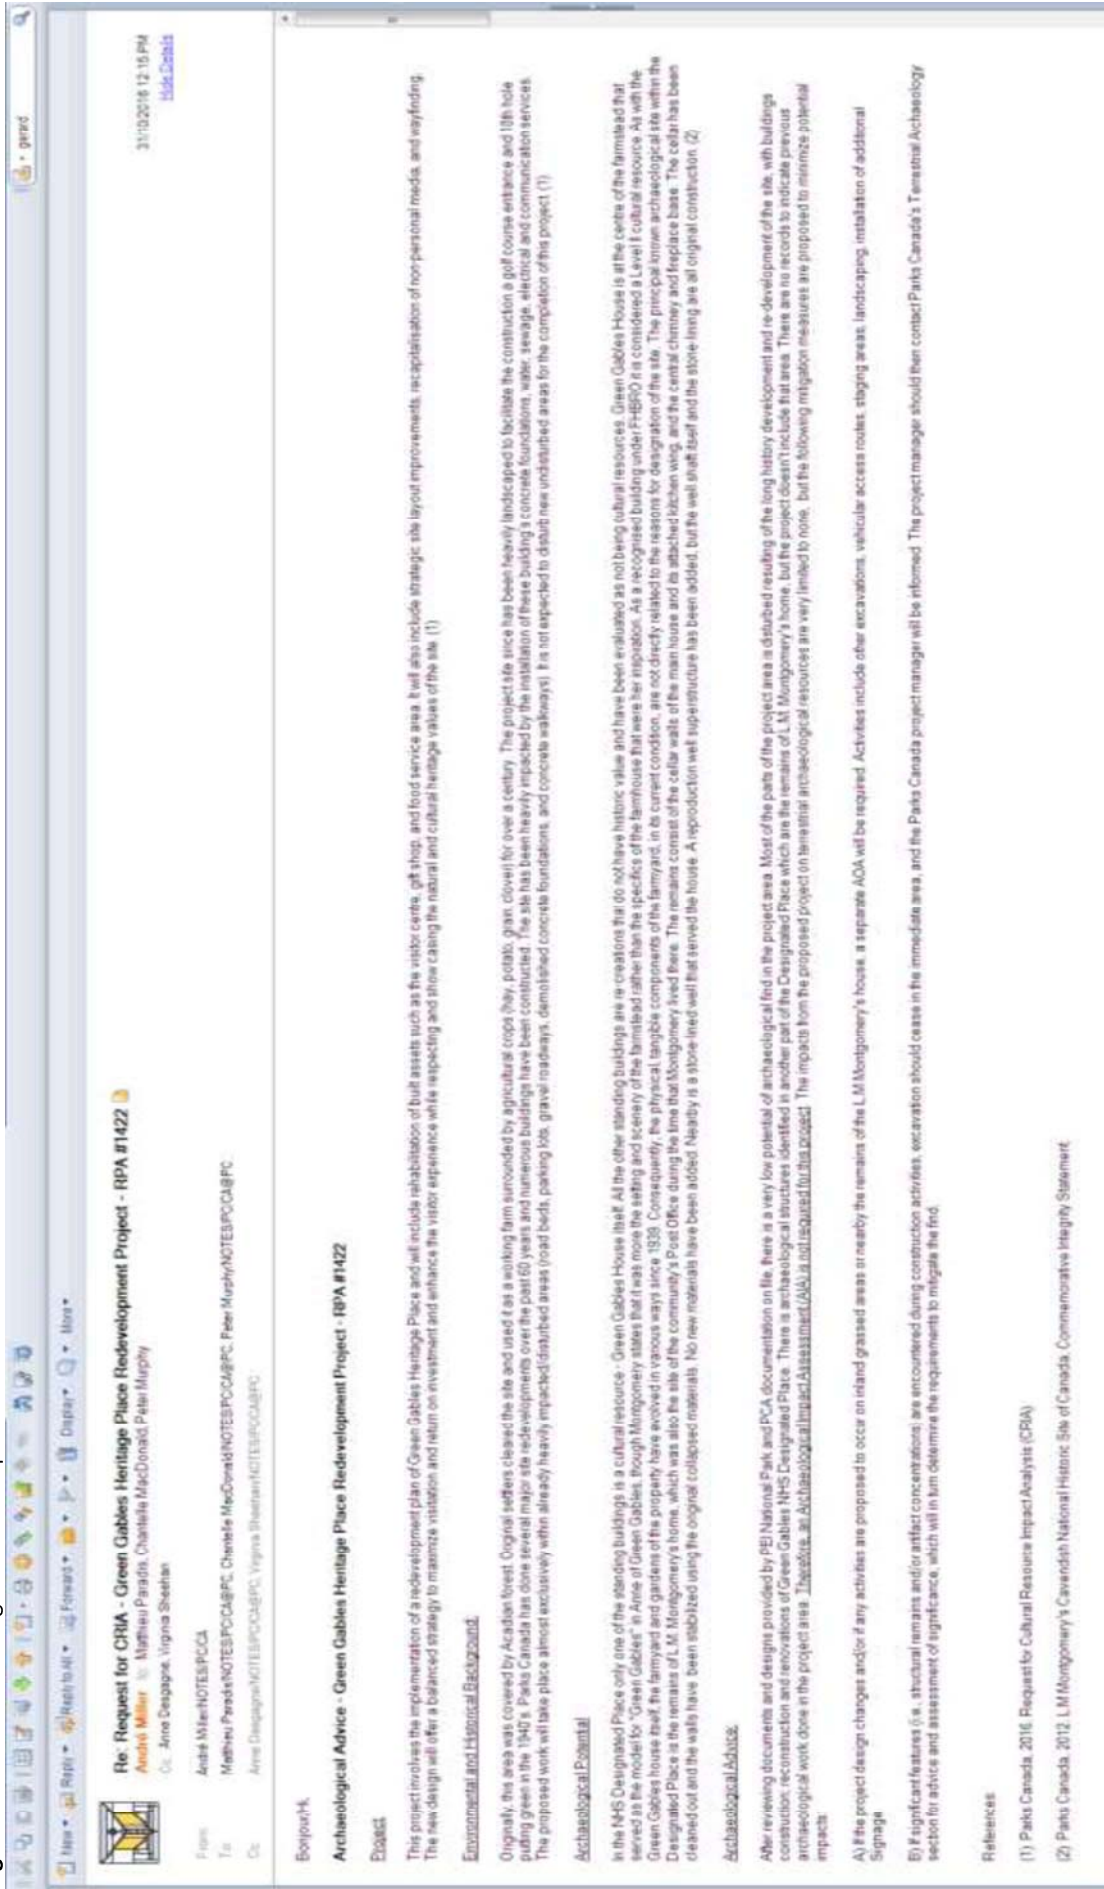 gerard
New Reply Reply to All Forward Display More
Re: Request for CRIA - Green Gables Heritage Place Redevelopment Project - RPA #1422
André Miller to Matthieu Paradis, Chantelle MacDonald, Peter Murphy
31/10/2016 12:15 PM
Cc Anne Despagne, Virginia Sheehan
Hide Details
From André Miller/NOTES/PC/CA
To Matthieu Paradis/NOTES/PC/CA@PC, Chantelle MacDonald/NOTES/PC/CA@PC, Peter Murphy/NOTES/PC/CA@PC
Cc Anne Despagne/NOTES/PC/CA@PC, Virginia Sheehan/NOTES/PC/CA@PC
Bonjour/Hi,
Archaeological Advice - Green Gables Heritage Place Redevelopment Project - RPA #1422
Project
This project involves the implementation of a redevelopment plan of Green Gables Heritage Place and will include rehabilitation of built assets such as the visitor centre, gift shop, and food service area. It will also include strategic site layout improvements, recapitalisation of non-personal media, and wayfinding.
The new design will offer a balanced strategy to maximize visitation and return on investment and enhance the visitor experience while respecting and show casing the natural and cultural heritage values of the site. (1)
Environmental and Historical Background:
Originally, this area was covered by Acadian forest. Original settlers cleared the site and used it as a working farm surrounded by agricultural crops (hay, potato, grain, clover) for over a century. The project site since has been heavily landscaped to facilitate the construction a golf course entrance and 18th hole
putting green in the 1940's. Parks Canada has done several major site redevelopments over the past 60 years and numerous buildings have been constructed. The site has been heavily impacted by the installation of these building's concrete foundations, water, sewage, electrical and communication services.
The proposed work will take place almost exclusively within already heavily impacted/disturbed areas (road beds, parking lots, gravel roadways, demolished concrete foundations, and concrete walkways). It is not expected to disturb new undisturbed areas for the completion of this project. (1)
Archaeological Potential
In the NHS Designated Place only one of the standing buildings is a cultural resource - Green Gables House itself. All the other standing buildings are re-creations that do not have historic value and have been evaluated as not being cultural resources. Green Gables House is at the centre of the farmstead that
served as the model for "Green Gables" in Anne of Green Gables, though Montgomery states that it was more the setting and scenery of the farmstead rather than the specifics of the farmhouse that were her inspiration. As a recognised building under FHBRO it is considered a Level II cultural resource. As with the
Green Gables house itself, the farmyard and gardens of the property have evolved in various ways since 1939. Consequently, the physical, tangible components of the farmyard, in its current condition, are not directly related to the reasons for designation of the site. The principal known archaeological site within the
Designated Place is the remains of L.M. Montgomery's home, which was also the site of the community's Post Office during the time that Montgomery lived there. The remains consist of the cellar walls of the main house and its attached kitchen wing, and the central chimney and fireplace base. The cellar has been
cleaned out and the walls have been stabilized using the original collapsed materials. No new materials have been added. Nearby is a stone-lined well that served the house. A reproduction well superstructure has been added, but the well shaft itself and the stone-lining are all original construction. (2)
Archaeological Advice:
After reviewing documents and designs provided by PEI National Park and PCA documentation on file, there is a very low potential of archaeological find in the project area. Most of the parts of the project area is disturbed resulting of the long history development and re-development of the site, with buildings
construction, reconstruction and renovations of Green Gables NHS Designated Place. There is archaeological structures identified in another part of the Designated Place which are the remains of L.M. Montgomery's home, but the project doesn't include that area. There are no records to indicate previous
archaeological work done in the project area. Therefore, an Archaeological Impact Assessment (AIA) is not required for this project. The impacts from the proposed project on terrestrial archaeological resources are very limited to none, but the following mitigation measures are proposed to minimize potential
impacts:
A) If the project design changes and/or if any Activities are proposed to occur on inland grassed areas or nearby the remains of the L.M Montgomery's house, a separate AOA will be required. Activities include other excavations, vehicular access routes, staging areas, landscaping, installation of additional
Signage
B) If significant features (i.e., structural remains and/or artifact concentrations) are encountered during construction activities, excavation should cease in the immediate area, and the Parks Canada project manager will be informed. The project manager should then contact Parks Canada's Terrestrial Archaeology
section for advice and assessment of significance, which will in turn determine the requirements to mitigate the find.
References
(1) Parks Canada, 2016. Request for Cultural Resource Impact Analysis (CRIA)
(2) Parks Canada. 2012. L.M Montgomery's Cavendish National Historic Site of Canada. Commemorative Integrity Statement.